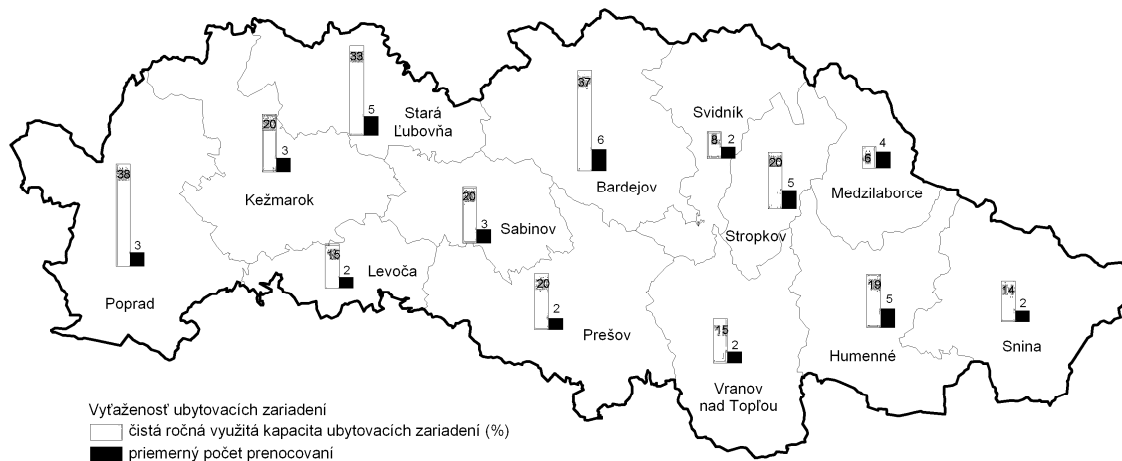 33
5
Stará
Ľubovňa
20
3
Kežmarok
37
6
Bardejov
Svidník
8
2
20
5
Stropkov
6
4
Medzilaborce
38
3
Poprad
20
3
Sabinov
15
2
Levoča
20
2
Prešov
15
2
Vranov
nad Topľou
19
5
Humenné
14
2
Snina
Vyťaženosť ubytovacích zariadení
čistá ročná využitá kapacita ubytovacích zariadení (%)
priemerný počet prenocovaní